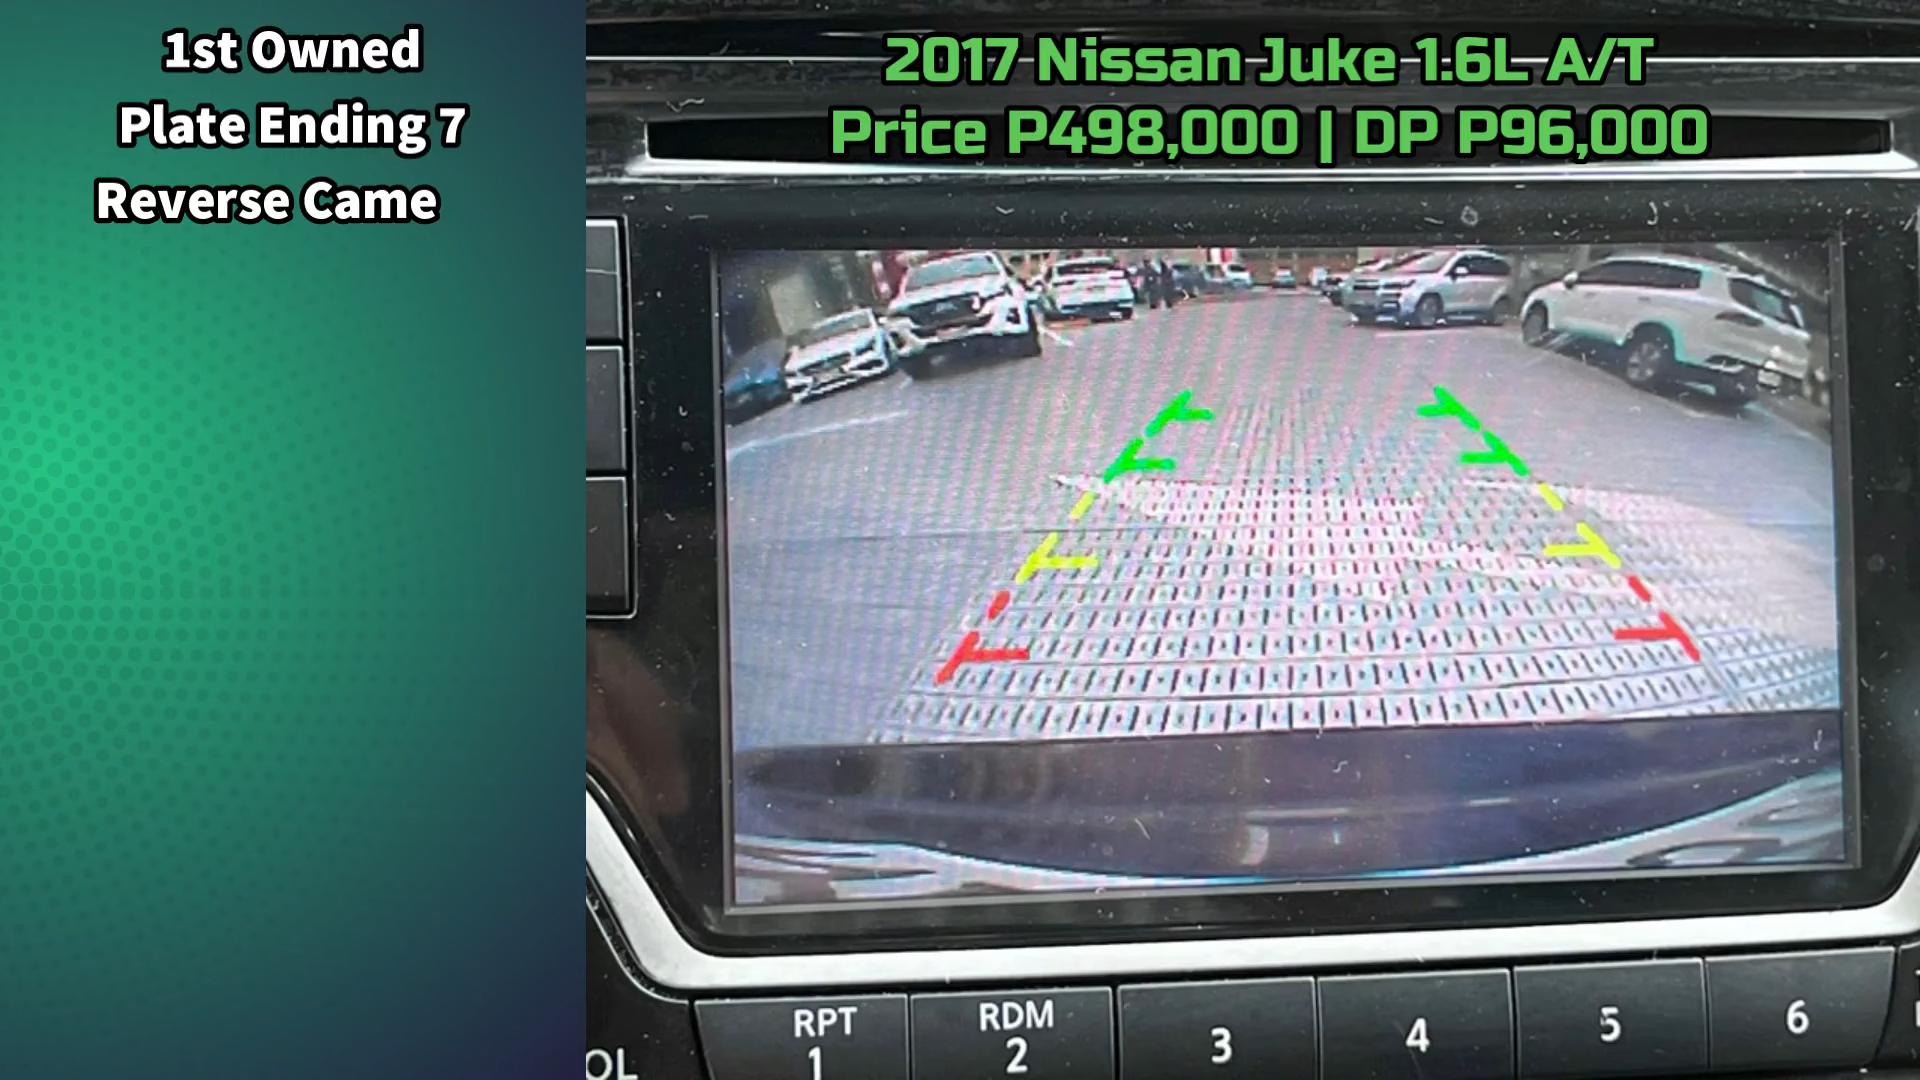 1st Owned
Plate Ending 7
Reverse Came
2017 Nissan Juke 1.6L A/T
Price P498,000 | DP P96,000
RPT
1
RDM
2
3
4
5
6
OL